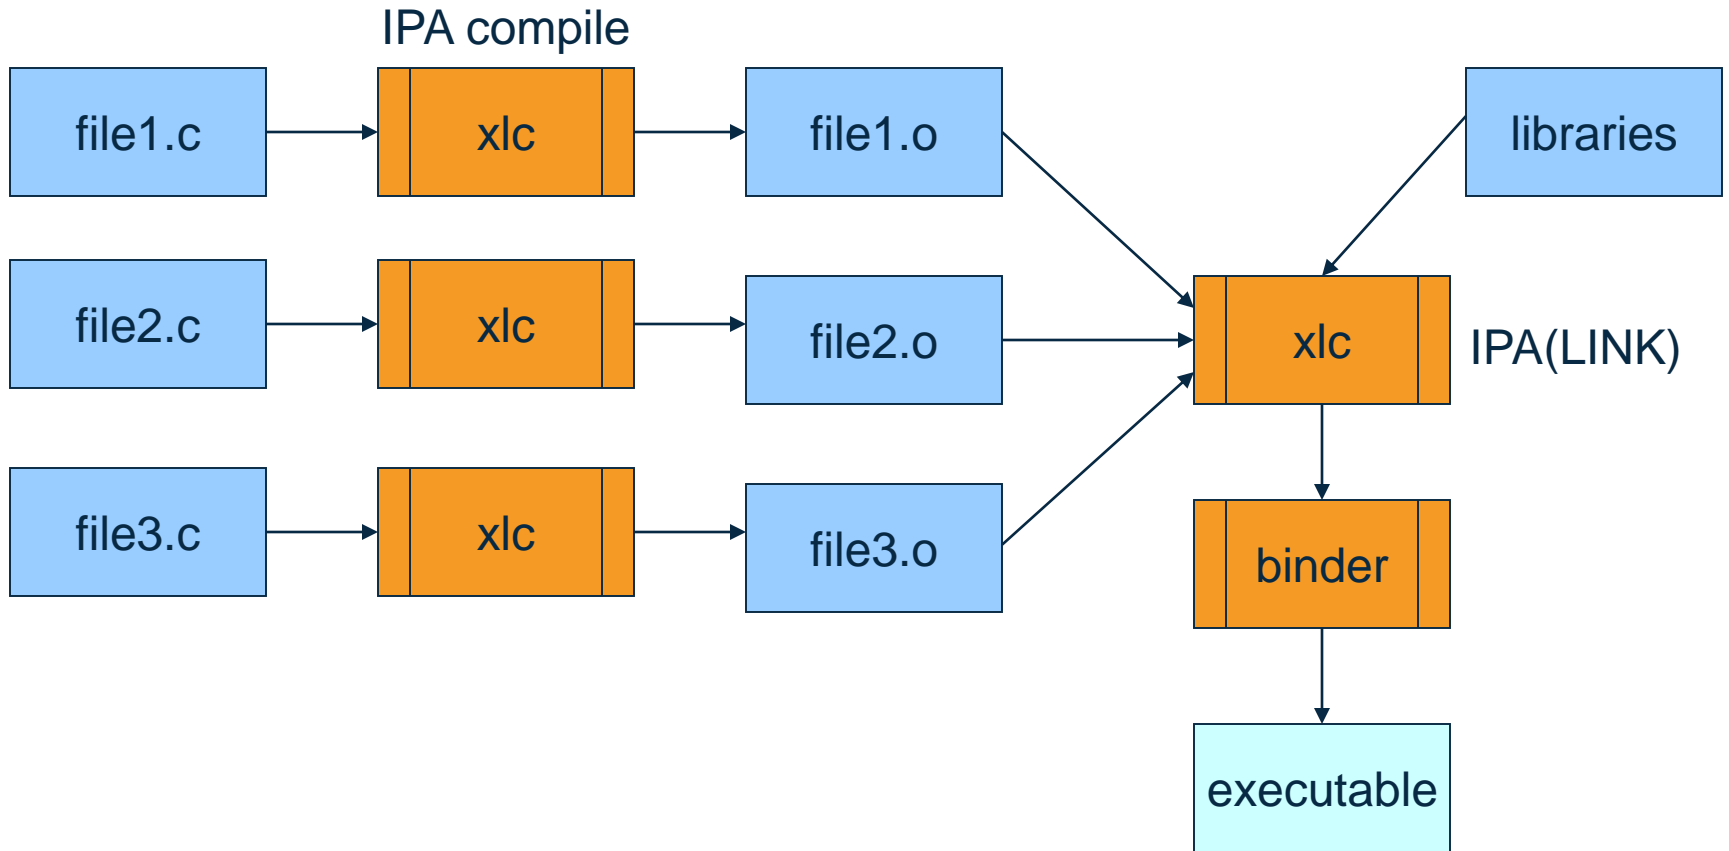 IPA compile
file1.c
xlc
file1.o
libraries
file2.c
xlc
file2.o
xlc
IPA(LINK)
file3.c
xlc
file3.o
binder
executable